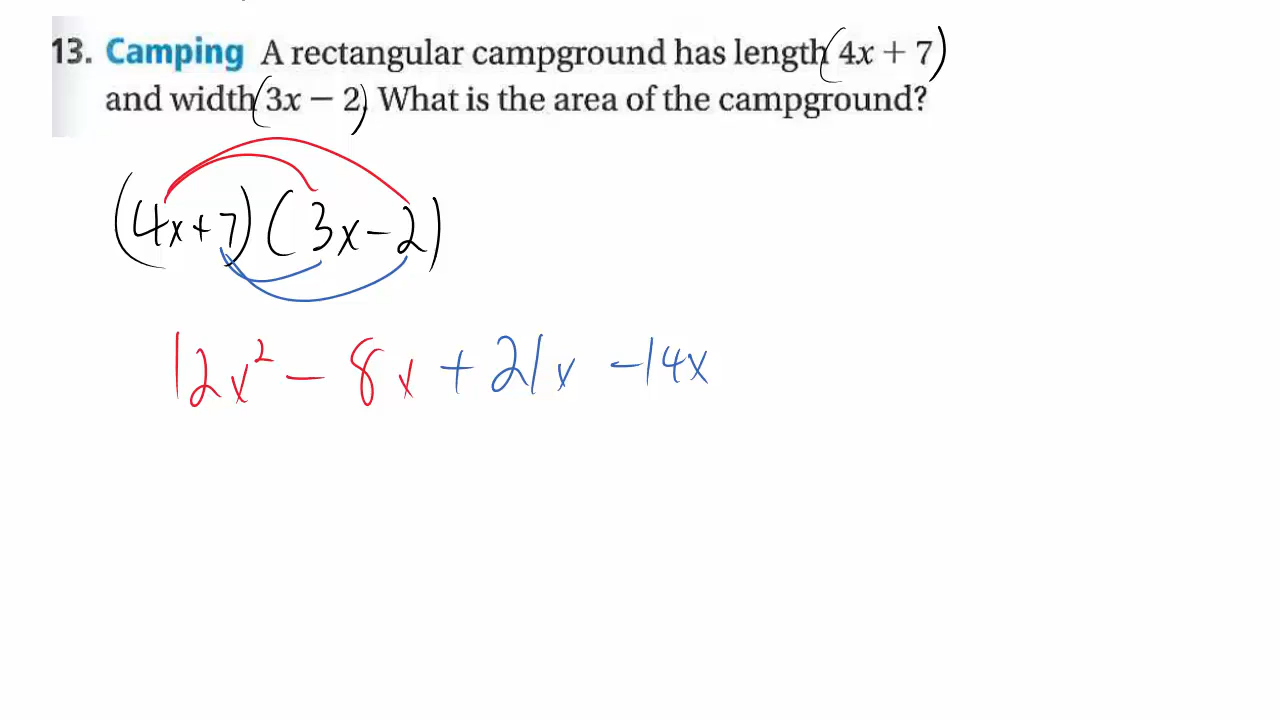 13. Camping A rectangular campground has length (4x + 7)
and width (3x − 2) What is the area of the campground?
(4x+7)(3x−2)
12x² − 8x + 21x −14x